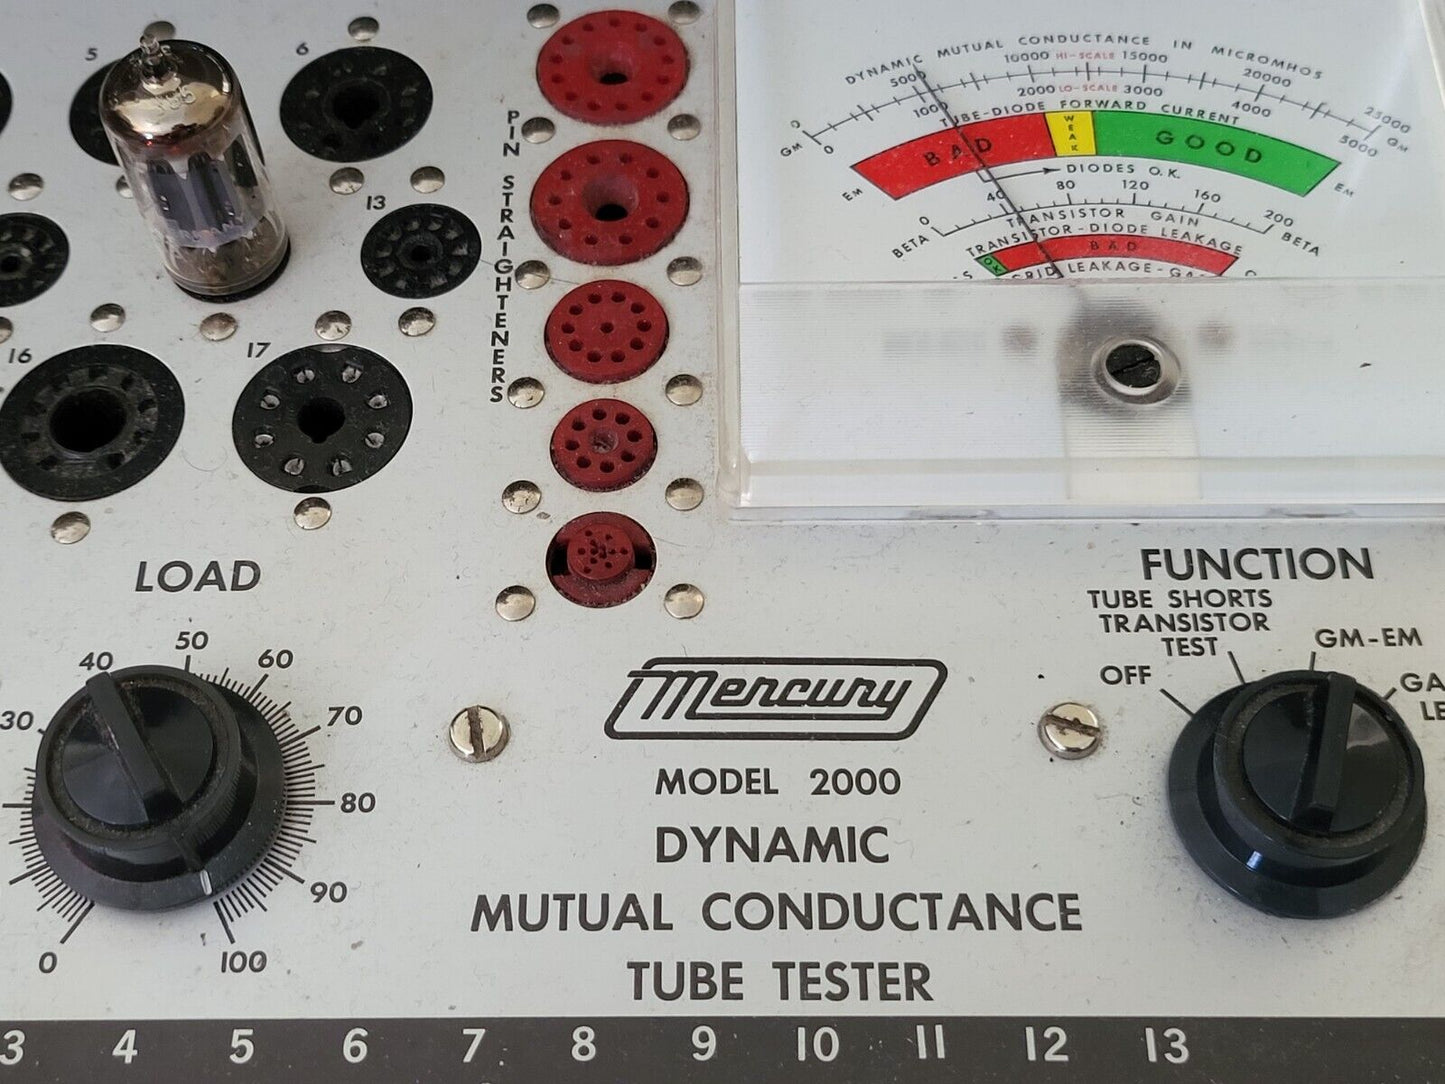 5
6
13
16
17
PIN STRAIGHTENERS
DYNAMIC MUTUAL CONDUCTANCE IN MICROMHOS
0 5000 10000 HI-SCALE 15000 20000 25000
GM GM
0 1000 2000 LO-SCALE 3000 4000 5000
TUBE-DIODE FORWARD CURRENT
EM BAD WEAK GOOD EM
DIODES O.K.
0 40 80 120 160 200
BETA TRANSISTOR GAIN BETA
TRANSISTOR-DIODE LEAKAGE
OK BAD
GRID LEAKAGE-GA
LOAD
0 30 40 50 60 70 80 90 100
Mercury
MODEL 2000
DYNAMIC
MUTUAL CONDUCTANCE
TUBE TESTER
FUNCTION
TUBE SHORTS
TRANSISTOR
TEST
OFF
GM-EM
GA
LE
3 4 5 6 7 8 9 10 11 12 13